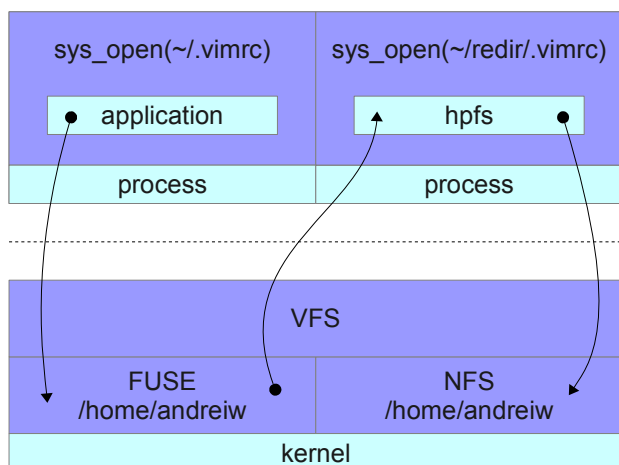 sys_open(~/.vimrc)
sys_open(~/redir/.vimrc)
application
hpfs
process
process
VFS
FUSE
/home/andreiw
NFS
/home/andreiw
kernel